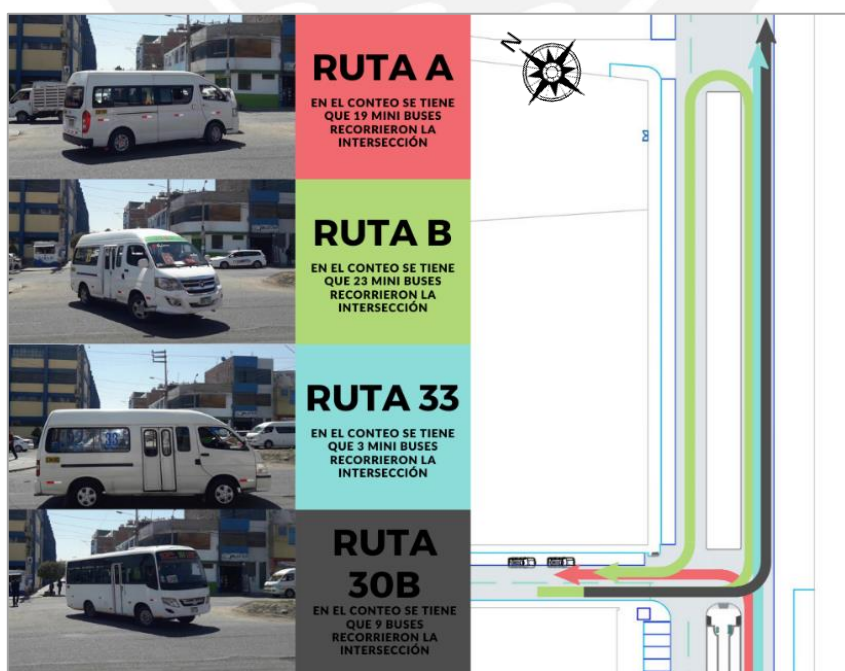 RUTA A
EN EL CONTEO SE TIENE
QUE 19 MINI BUSES
RECORRIERON LA
INTERSECCIÓN
RUTA B
EN EL CONTEO SE TIENE
QUE 23 MINI BUSES
RECORRIERON LA
INTERSECCIÓN
RUTA 33
EN EL CONTEO SE TIENE
QUE 3 MINI BUSES
RECORRIERON LA
INTERSECCIÓN
RUTA
30B
EN EL CONTEO SE TIENE
QUE 9 BUSES
RECORRIERON LA
INTERSECCIÓN
N
33